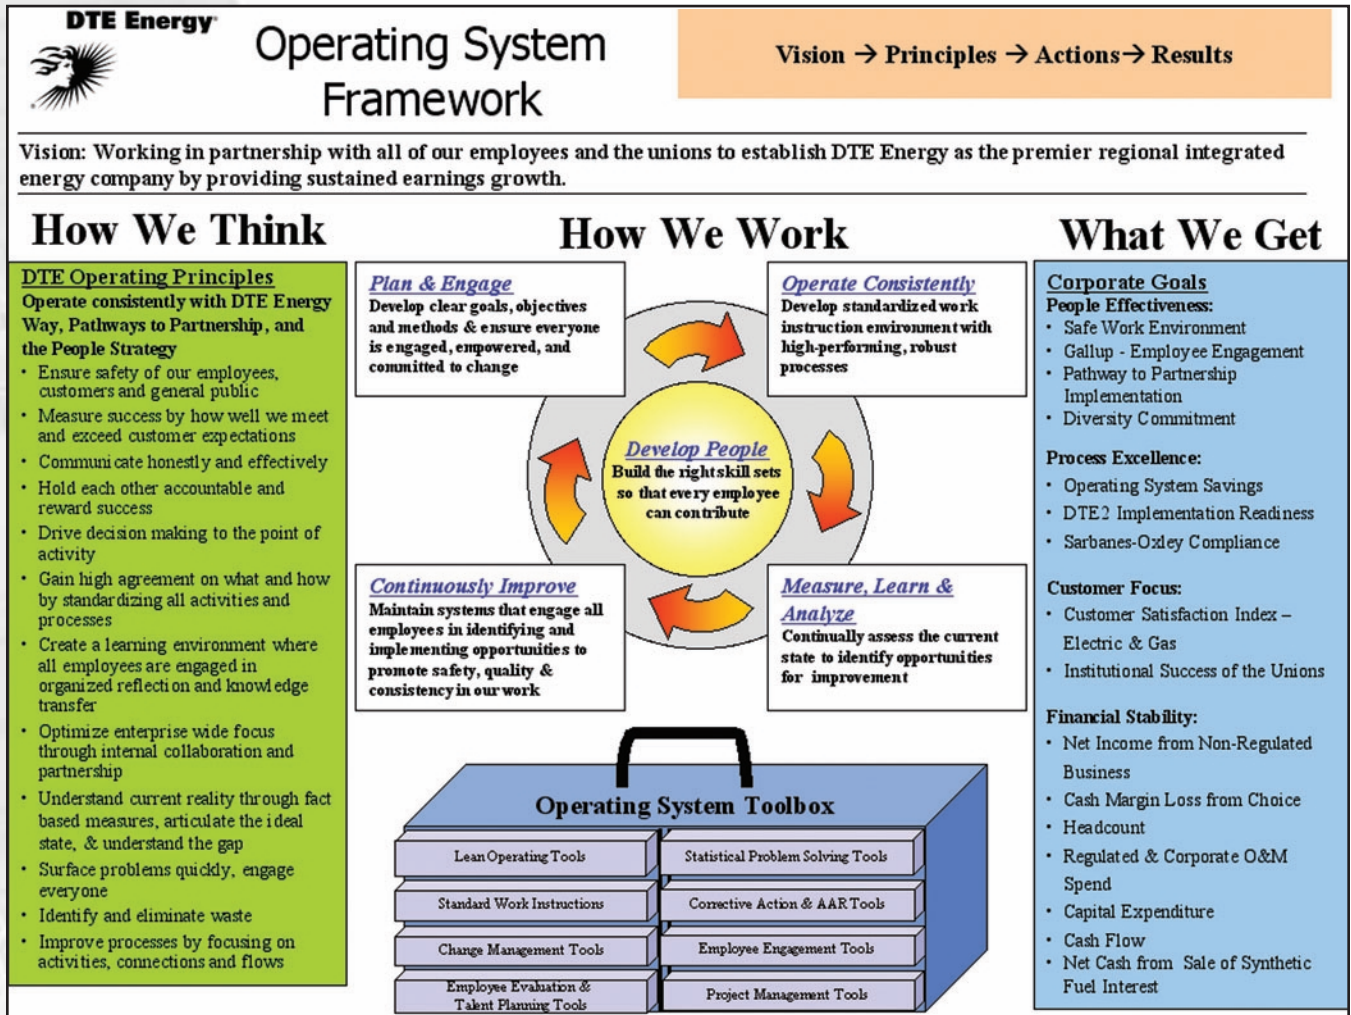 DTE Energy
Operating System
Framework
Vision → Principles → Actions→ Results
Vision: Working in partnership with all of our employees and the unions to establish DTE Energy as the premier regional integrated
energy company by providing sustained earnings growth.
How We Think
DTE Operating Principles
Operate consistently with DTE Energy
Way, Pathways to Partnership, and
the People Strategy
• Ensure safety of our employees,
customers and general public
• Measure success by how well we meet
and exceed customer expectations
• Communicate honestly and effectively
• Hold each other accountable and
reward success
• Drive decision making to the point of
activity
• Gain high agreement on what and how
by standardizing all activities and
processes
• Create a learning environment where
all employees are engaged in
organized reflection and knowledge
transfer
• Optimize enterprise wide focus
through internal collaboration and
partnership
• Understand current reality through fact
based measures, articulate the ideal
state, & understand the gap
• Surface problems quickly, engage
everyone
• Identify and eliminate waste
• Improve processes by focusing on
activities, connections and flows
How We Work
Plan & Engage
Develop clear goals, objectives
and methods & ensure everyone
is engaged, empowered, and
committed to change
Operate Consistently
Develop standardized work
instruction environment with
high-performing, robust
processes
Develop People
Build the right skill sets
so that every employee
can contribute
Continuously Improve
Maintain systems that engage all
employees in identifying and
implementing opportunities to
promote safety, quality &
consistency in our work
Measure, Learn &
Analyze
Continually assess the current
state to identify opportunities
for improvement
Operating System Toolbox
Lean Operating Tools
Statistical Problem Solving Tools
Standard Work Instructions
Corrective Action & AAR Tools
Change Management Tools
Employee Engagement Tools
Employee Evaluation &
Talent Planning Tools
Project Management Tools
What We Get
Corporate Goals
People Effectiveness:
• Safe Work Environment
• Gallup - Employee Engagement
• Pathway to Partnership
Implementation
• Diversity Commitment
Process Excellence:
• Operating System Savings
• DTE2 Implementation Readiness
• Sarbanes-Oxley Compliance
Customer Focus:
• Customer Satisfaction Index –
Electric & Gas
• Institutional Success of the Unions
Financial Stability:
• Net Income from Non-Regulated
Business
• Cash Margin Loss from Choice
• Headcount
• Regulated & Corporate O&M
Spend
• Capital Expenditure
• Cash Flow
• Net Cash from Sale of Synthetic
Fuel Interest